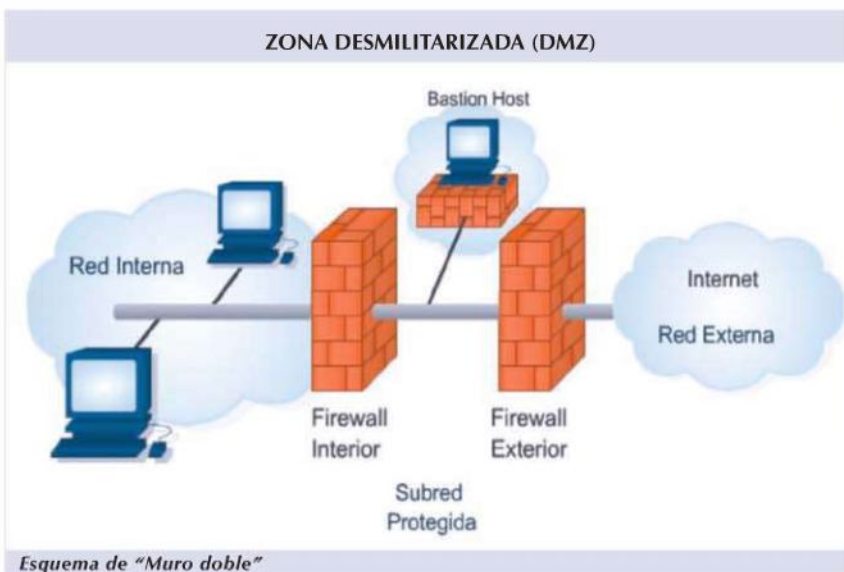 ZONA DESMILITARIZADA (DMZ)
Bastion Host
Red Interna
Internet
Red Externa
Firewall
Interior
Firewall
Exterior
Subred
Protegida
Esquema de “Muro doble”